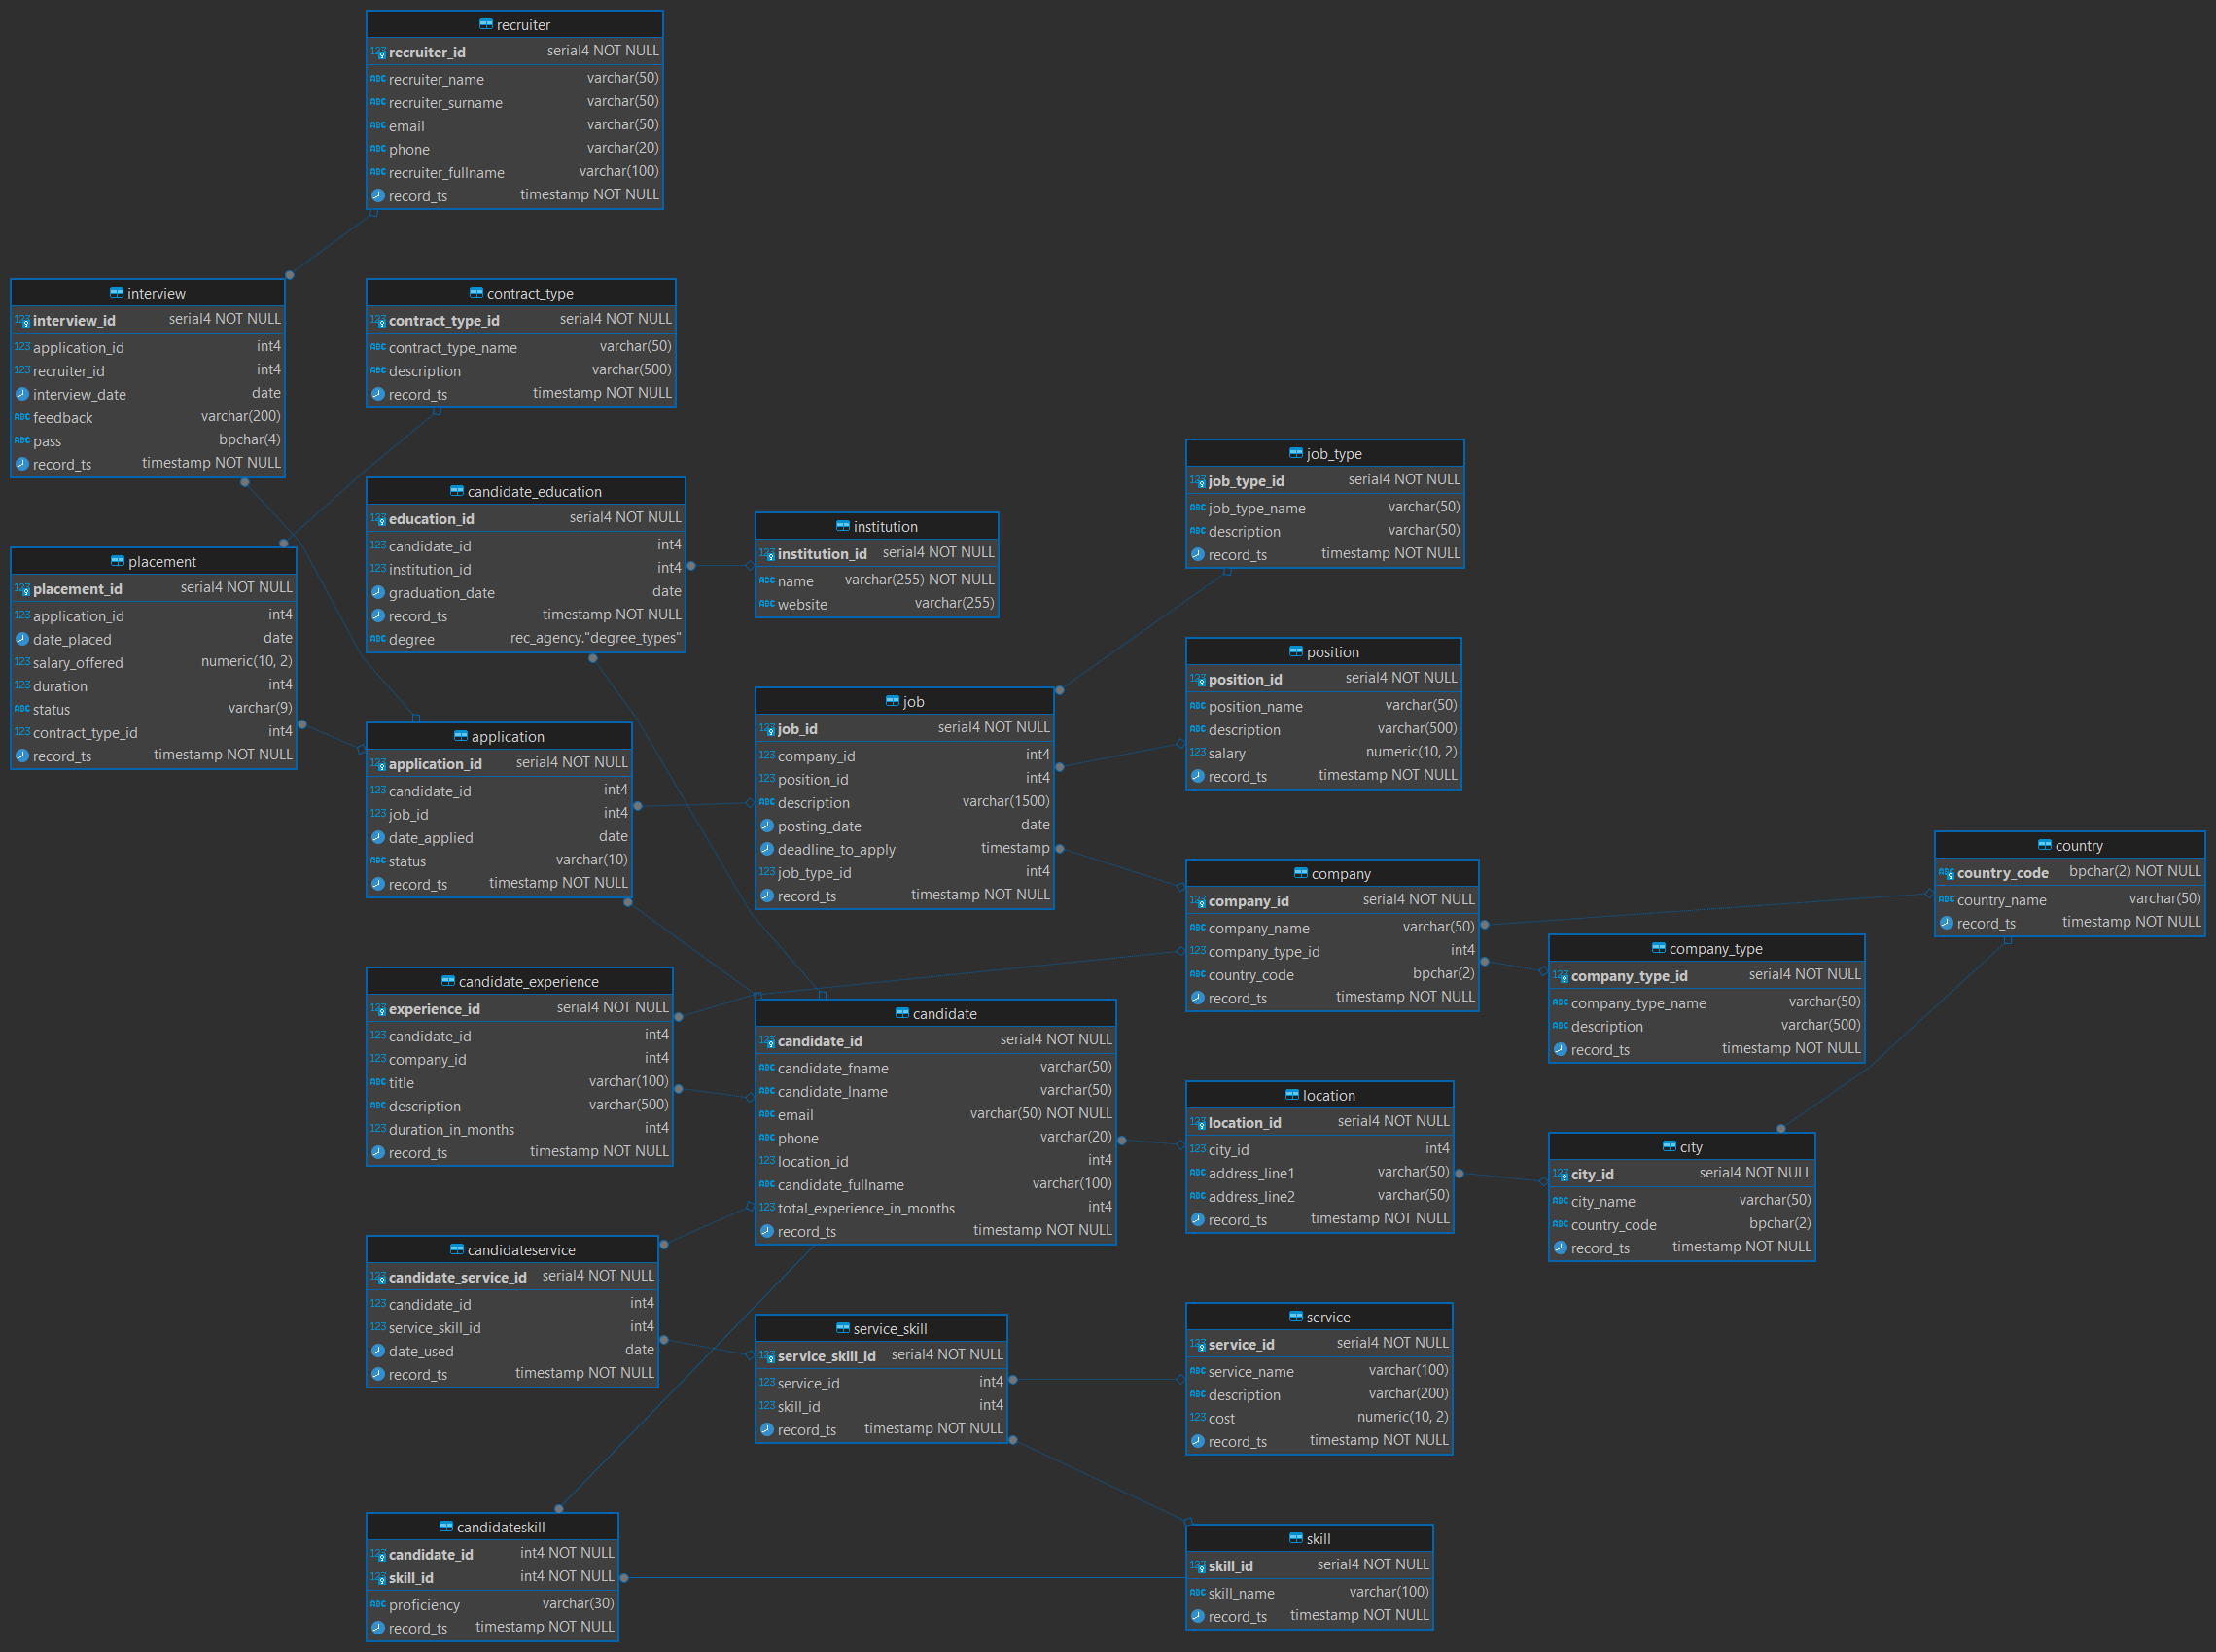 recruiter
recruiter_id serial4 NOT NULL
recruiter_name varchar(50)
recruiter_surname varchar(50)
email varchar(50)
phone varchar(20)
recruiter_fullname varchar(100)
record_ts timestamp NOT NULL
interview
interview_id serial4 NOT NULL
application_id int4
recruiter_id int4
interview_date date
feedback varchar(200)
pass bpchar(4)
record_ts timestamp NOT NULL
contract_type
contract_type_id serial4 NOT NULL
contract_type_name varchar(50)
description varchar(500)
record_ts timestamp NOT NULL
job_type
job_type_id serial4 NOT NULL
job_type_name varchar(50)
description varchar(50)
record_ts timestamp NOT NULL
candidate_education
education_id serial4 NOT NULL
candidate_id int4
institution_id int4
graduation_date date
record_ts timestamp NOT NULL
degree rec_agency."degree_types"
institution
institution_id serial4 NOT NULL
name varchar(255) NOT NULL
website varchar(255)
placement
placement_id serial4 NOT NULL
application_id int4
date_placed date
salary_offered numeric(10, 2)
duration int4
status varchar(9)
contract_type_id int4
record_ts timestamp NOT NULL
position
position_id serial4 NOT NULL
position_name varchar(50)
description varchar(500)
salary numeric(10, 2)
record_ts timestamp NOT NULL
job
job_id serial4 NOT NULL
company_id int4
position_id int4
description varchar(1500)
posting_date date
deadline_to_apply timestamp
job_type_id int4
record_ts timestamp NOT NULL
application
application_id serial4 NOT NULL
candidate_id int4
job_id int4
date_applied date
status varchar(10)
record_ts timestamp NOT NULL
country
country_code bpchar(2) NOT NULL
country_name varchar(50)
record_ts timestamp NOT NULL
company
company_id serial4 NOT NULL
company_name varchar(50)
company_type_id int4
country_code bpchar(2)
record_ts timestamp NOT NULL
company_type
company_type_id serial4 NOT NULL
company_type_name varchar(50)
description varchar(500)
record_ts timestamp NOT NULL
candidate_experience
experience_id serial4 NOT NULL
candidate_id int4
company_id int4
title varchar(100)
description varchar(500)
duration_in_months int4
record_ts timestamp NOT NULL
candidate
candidate_id serial4 NOT NULL
candidate_fname varchar(50)
candidate_lname varchar(50)
email varchar(50) NOT NULL
phone varchar(20)
location_id int4
candidate_fullname varchar(100)
total_experience_in_months int4
record_ts timestamp NOT NULL
location
location_id serial4 NOT NULL
city_id int4
address_line1 varchar(50)
address_line2 varchar(50)
record_ts timestamp NOT NULL
city
city_id serial4 NOT NULL
city_name varchar(50)
country_code bpchar(2)
record_ts timestamp NOT NULL
candidateservice
candidate_service_id serial4 NOT NULL
candidate_id int4
service_skill_id int4
date_used date
record_ts timestamp NOT NULL
service_skill
service_skill_id serial4 NOT NULL
service_id int4
skill_id int4
record_ts timestamp NOT NULL
service
service_id serial4 NOT NULL
service_name varchar(100)
description varchar(200)
cost numeric(10, 2)
record_ts timestamp NOT NULL
candidateskill
candidate_id int4 NOT NULL
skill_id int4 NOT NULL
proficiency varchar(30)
record_ts timestamp NOT NULL
skill
skill_id serial4 NOT NULL
skill_name varchar(100)
record_ts timestamp NOT NULL